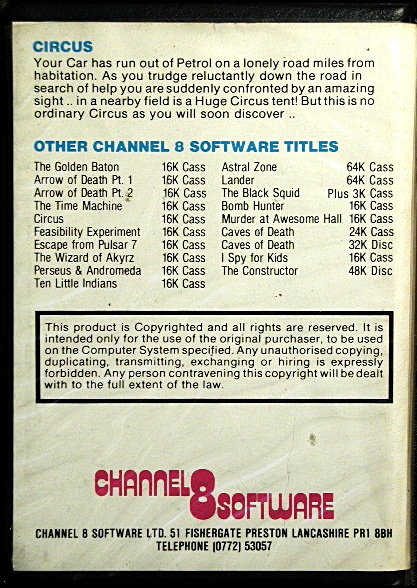 CIRCUS
Your Car has run out of Petrol on a lonely road miles from
habitation. As you trudge reluctantly down the road in
search of help you are suddenly confronted by an amazing
sight .. in a nearby field is a Huge Circus tent! But this is no
ordinary Circus as you will soon discover ..
OTHER CHANNEL 8 SOFTWARE TITLES
The Golden Baton 16K Cass Astral Zone 64K Cass
Arrow of Death Pt. 1 16K Cass Lander 64K Cass
Arrow of Death Pt. 2 16K Cass The Black Squid Plus 3K Cass
The Time Machine 16K Cass Bomb Hunter 16K Cass
Circus 16K Cass Murder at Awesome Hall 16K Cass
Feasibility Experiment 16K Cass Caves of Death 24K Cass
Escape from Pulsar 7 16K Cass Caves of Death 32K Disc
The Wizard of Akyrz 16K Cass I Spy for Kids 16K Cass
Perseus & Andromeda 16K Cass The Constructor 48K Disc
Ten Little Indians 16K Cass
This product is Copyrighted and all rights are reserved. It is
intended only for the use of the original purchaser, to be used
on the Computer System specified. Any unauthorised copying,
duplicating, transmitting, exchanging or hiring is expressly
forbidden. Any person contravening this copyright will be dealt
with to the full extent of the law.
CHANNEL 8 SOFTWARE
CHANNEL 8 SOFTWARE LTD. 51 FISHERGATE PRESTON LANCASHIRE PR1 8BH
TELEPHONE (0772) 53057